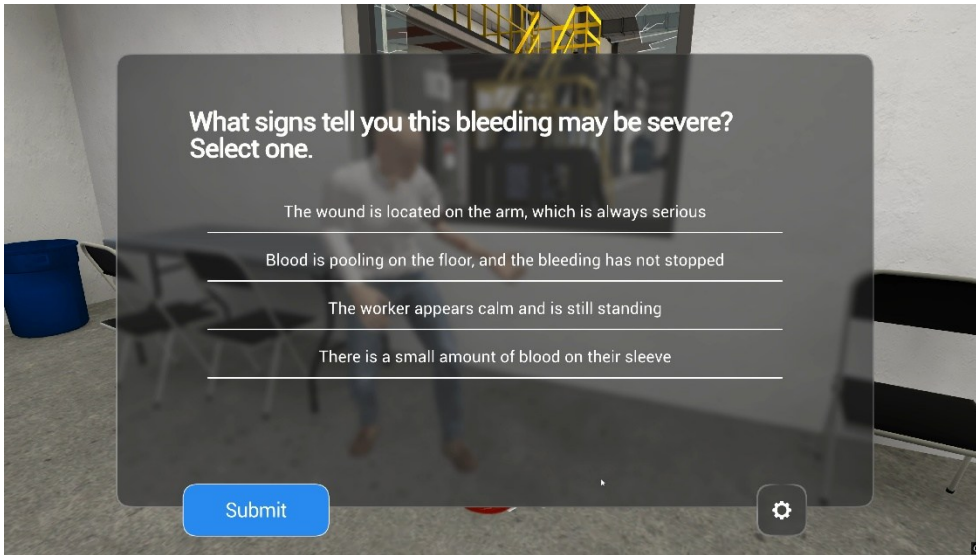 What signs tell you this bleeding may be severe?
Select one.
The wound is located on the arm, which is always serious
Blood is pooling on the floor, and the bleeding has not stopped
The worker appears calm and is still standing
There is a small amount of blood on their sleeve
Submit